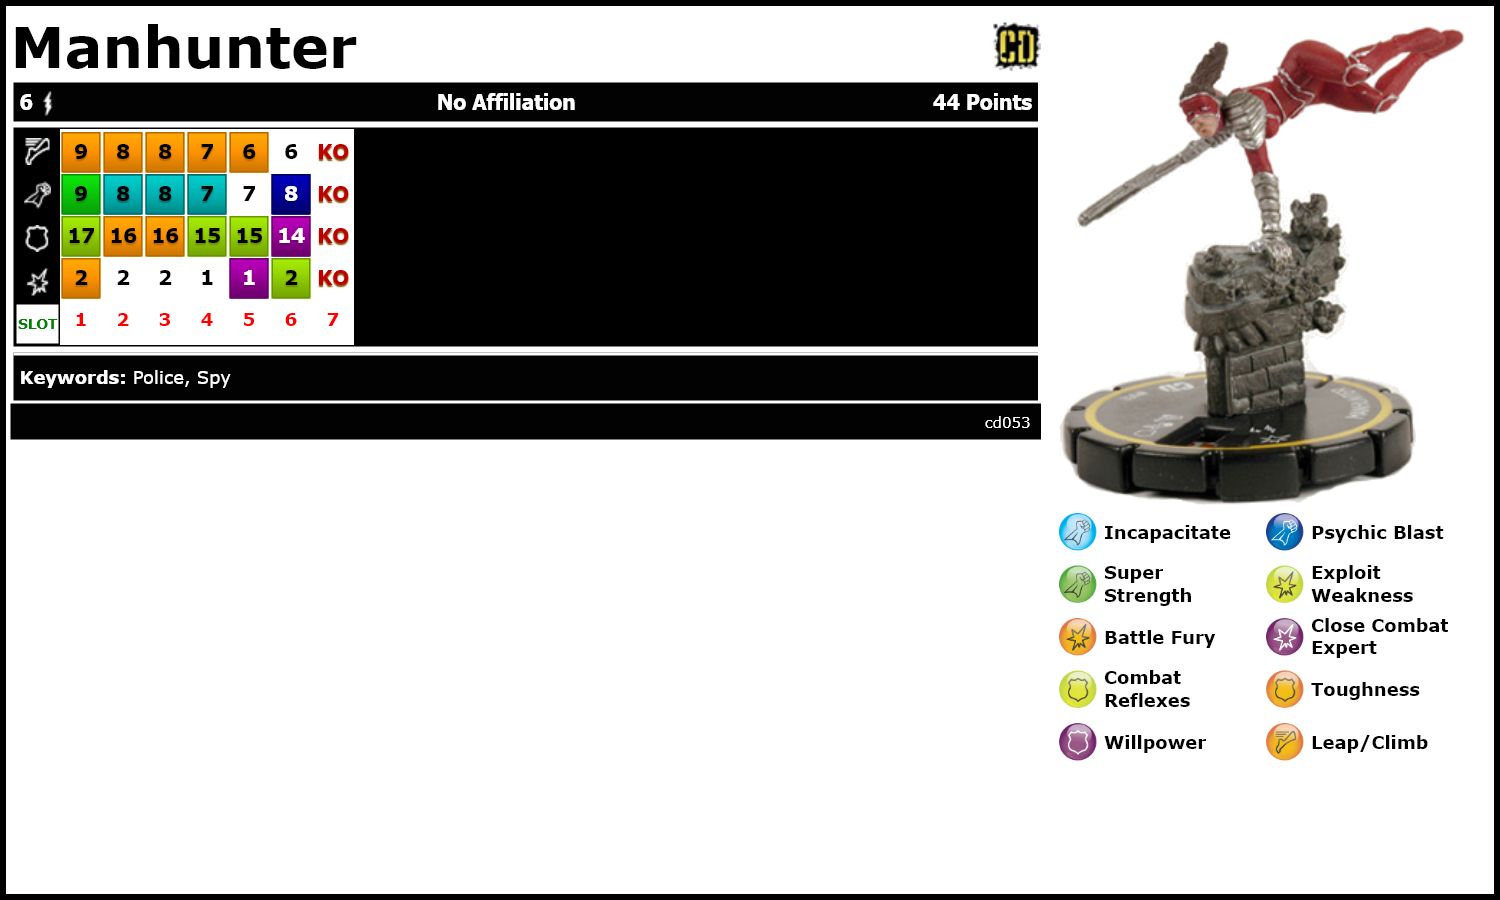 Manhunter
CD
6 No Affiliation 44 Points
9 8 8 7 6 6 KO
9 8 8 7 7 8 KO
17 16 16 15 15 14 KO
2 2 2 1 1 2 KO
SLOT 1 2 3 4 5 6 7
Keywords: Police, Spy
cd053
Incapacitate
Psychic Blast
Super
Strength
Exploit
Weakness
Battle Fury
Close Combat
Expert
Combat
Reflexes
Toughness
Willpower
Leap/Climb